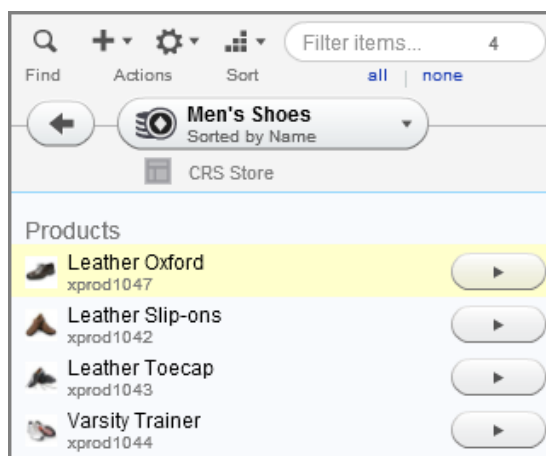 Filter items... 4
Find Actions Sort all | none
Men's Shoes
Sorted by Name
CRS Store
Products
Leather Oxford
xprod1047
Leather Slip-ons
xprod1042
Leather Toecap
xprod1043
Varsity Trainer
xprod1044